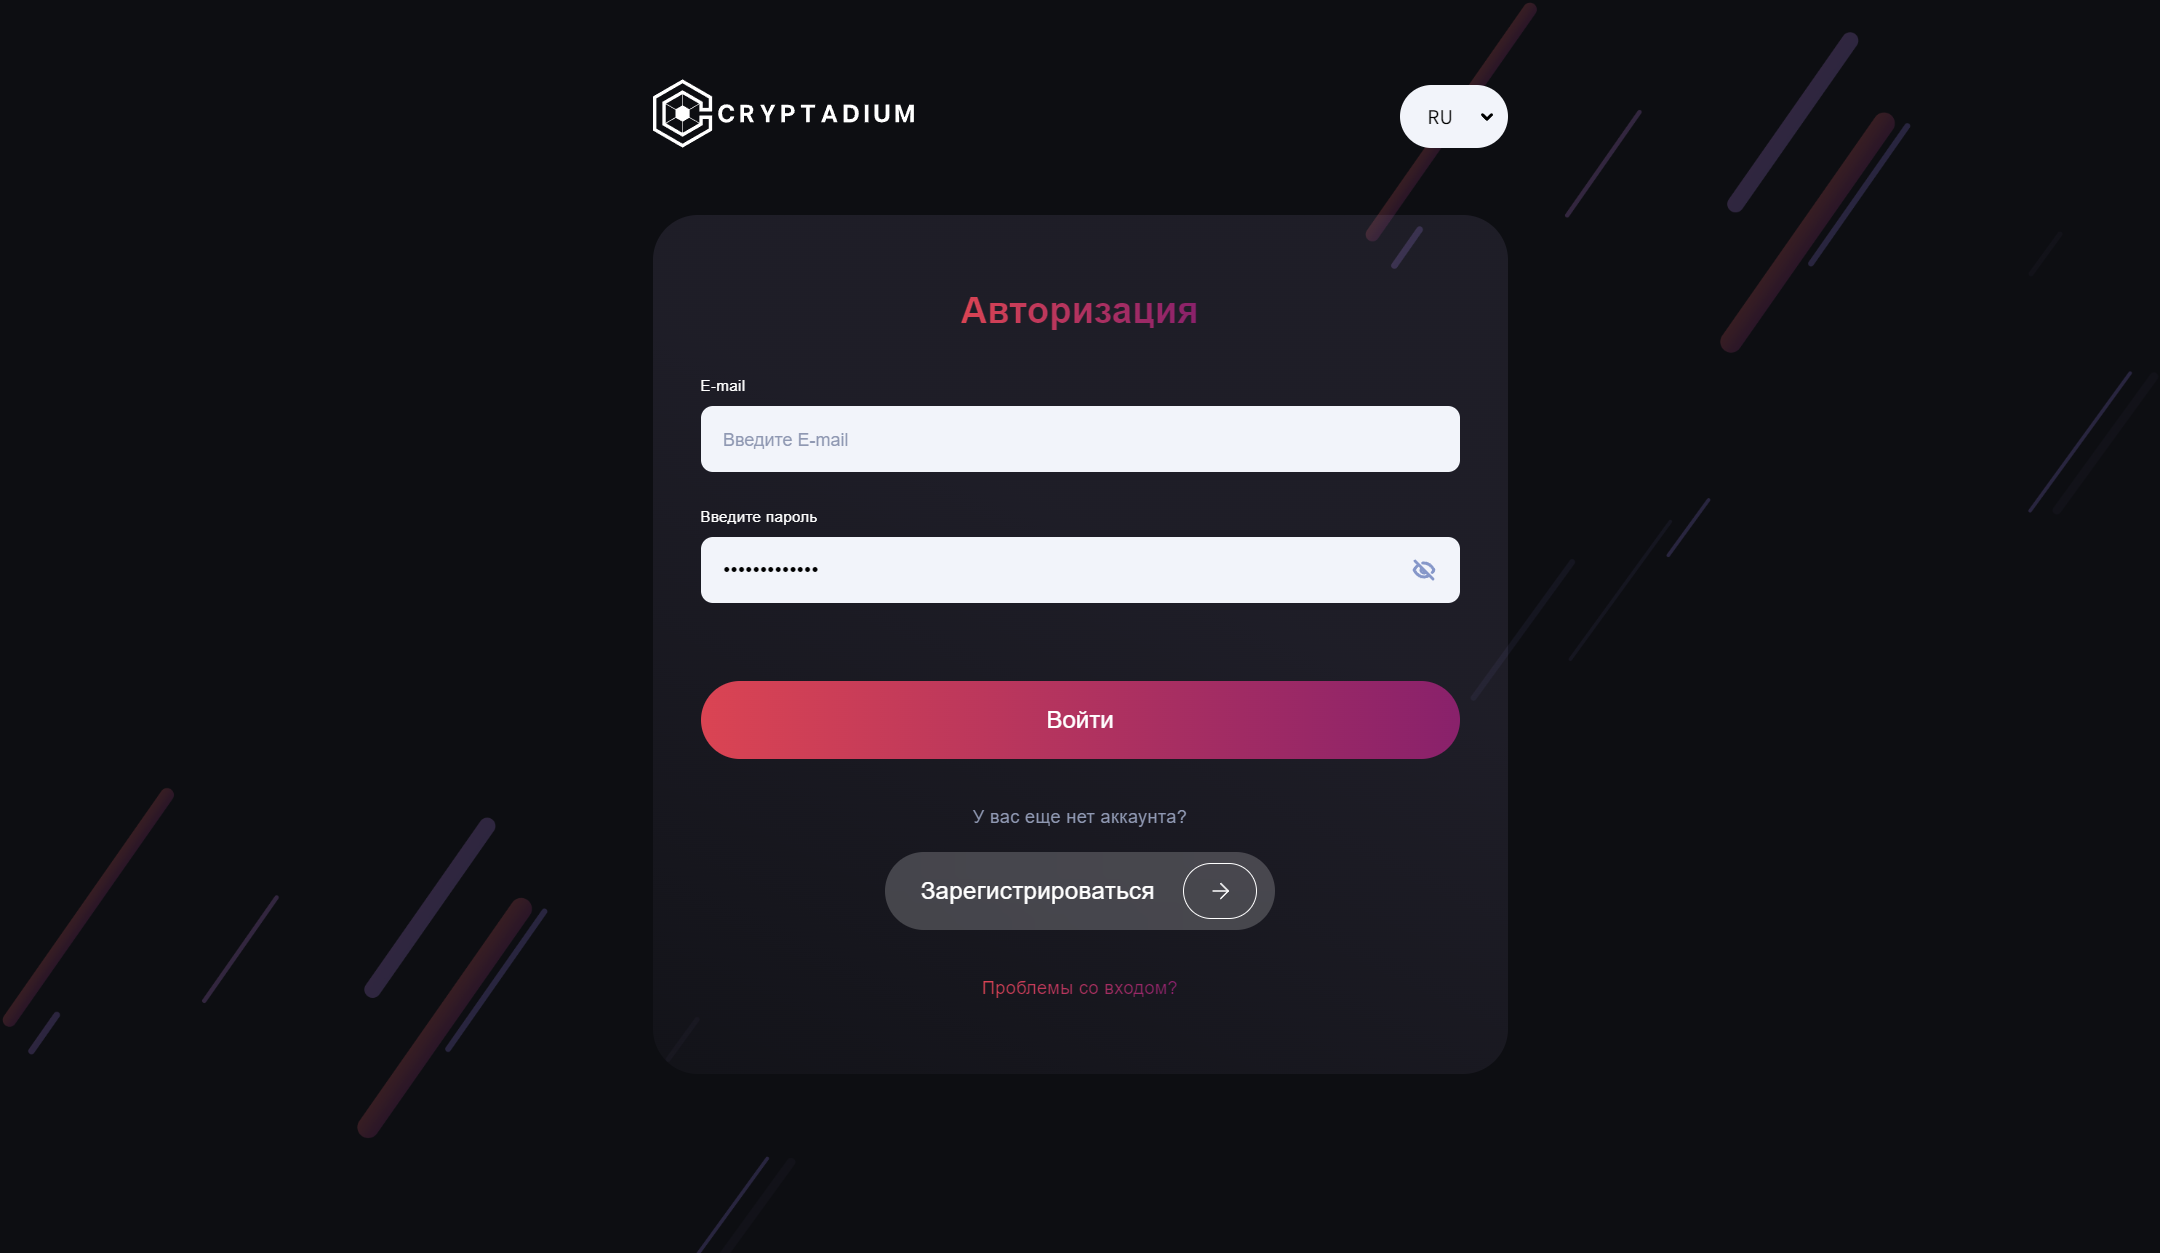 CRYPTADIUM
RU
Авторизация
E-mail
Введите E-mail
Введите пароль
•••••••••••••
Войти
У вас еще нет аккаунта?
Зарегистрироваться
Проблемы со входом?